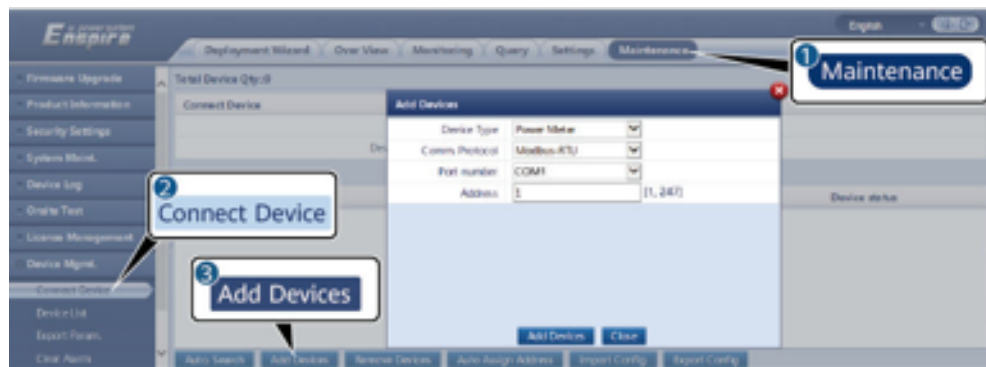 Enspire
English
Deployment Wizard
Over View
Monitoring
Query
Settings
Maintenance
1
Maintenance
Firmware Upgrade
Product Information
Security Settings
System Maint.
Device Log
Onsite Test
License Management
Device Mgmt.
Connect Device
Device List
Export Param.
Clear Alarm
Total Device Qty.:0
Connect Device
Device status
Add Devices
Device Type Power Meter
Comm. Protocol Modbus-RTU
Port number COM1
Address 1 [1, 247]
Add Devices Close
2
Connect Device
3
Add Devices
Auto Search
Add Devices
Remove Devices
Auto Assign Address
Import Config
Export Config